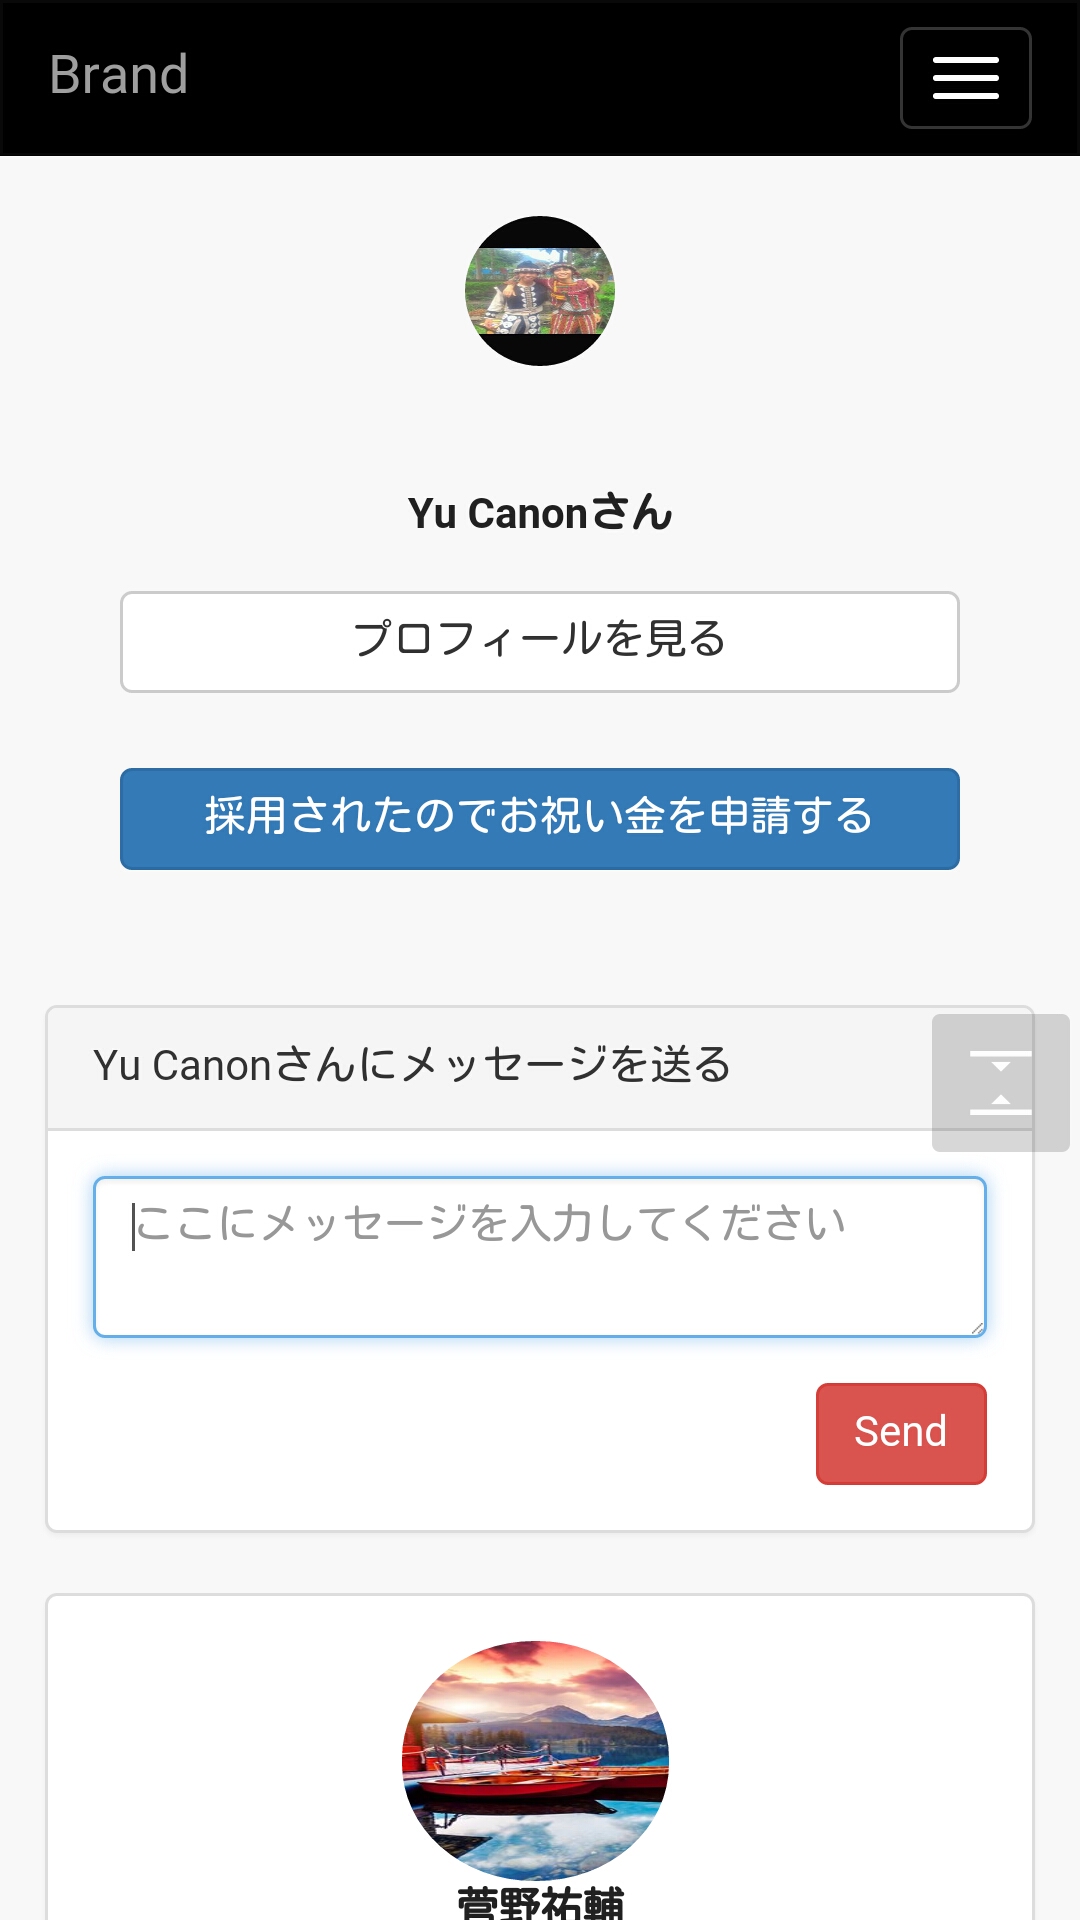 Brand
Yu Canonさん
プロフィールを見る
採用されたのでお祝い金を申請する
Yu Canonさんにメッセージを送る
ここにメッセージを入力してください
Send
菅野祐輔